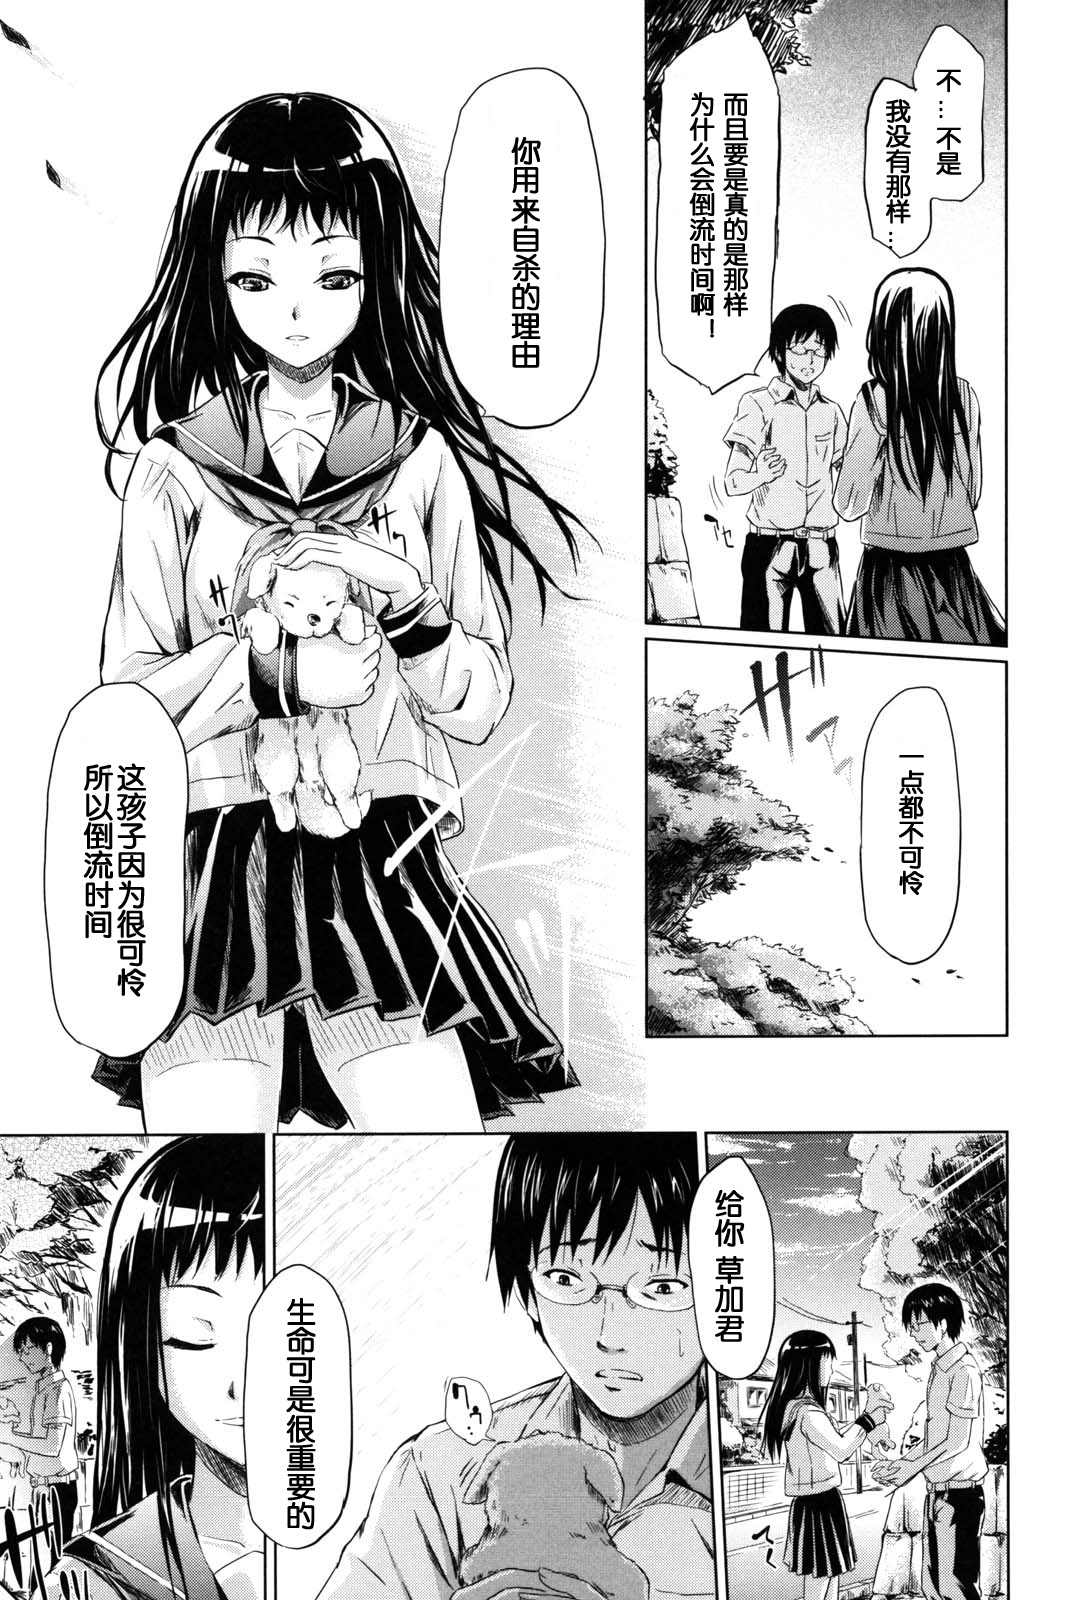 不…不是
我没有那样…
而且要是真的是那样
为什么会倒流时间啊！
一点都不可怜
你用来自杀的理由
这孩子因为很可怜
所以倒流时间
给你 草加君
生命可是很重要的